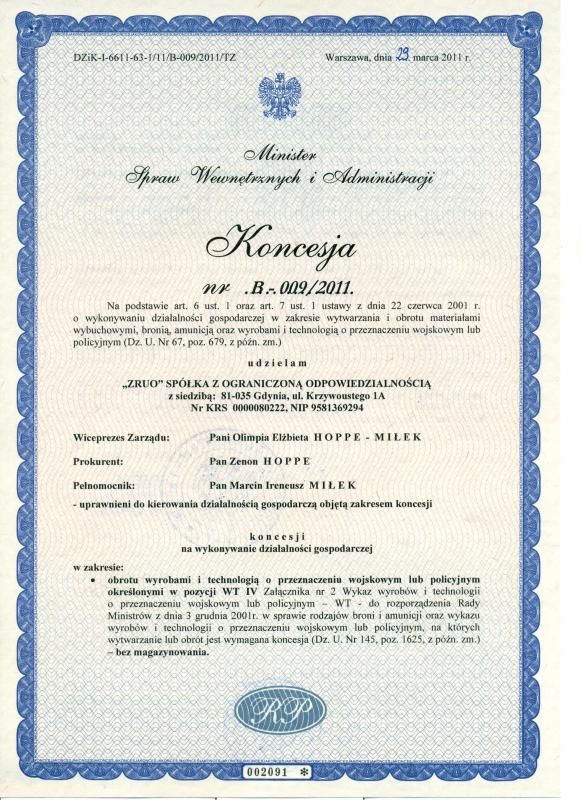 DZiK-I-6611-63-1/11/B-009/2011/TZ
Warszawa, dnia 29. marca 2011 r.
Minister
Spraw Wewnętrznych i Administracji
Koncesja
nr .B.-.009/2011.
Na podstawie art. 6 ust. 1 oraz art. 7 ust. 1 ustawy z dnia 22 czerwca 2001 r.
o wykonywaniu działalności gospodarczej w zakresie wytwarzania i obrotu materiałami
wybuchowymi, bronią, amunicją oraz wyrobami i technologią o przeznaczeniu wojskowym lub
policyjnym (Dz. U. Nr 67, poz. 679, z późn. zm.)
u d z i e l a m
„ZRUO” SPÓŁKA Z OGRANICZONĄ ODPOWIEDZIALNOŚCIĄ
z siedzibą: 81-035 Gdynia, ul. Krzywoustego 1A
Nr KRS 0000080222, NIP 9581369294
Wiceprezes Zarządu: Pani Olimpia Elżbieta H O P P E - M I Ł E K
Prokurent: Pan Zenon H O P P E
Pełnomocnik: Pan Marcin Ireneusz M I Ł E K
- uprawnieni do kierowania działalnością gospodarczą objętą zakresem koncesji
k o n c e s j i
na wykonywanie działalności gospodarczej
w zakresie:
• obrotu wyrobami i technologią o przeznaczeniu wojskowym lub policyjnym
określonymi w pozycji WT IV Załącznika nr 2 Wykaz wyrobów i technologii
o przeznaczeniu wojskowym lub policyjnym – WT - do rozporządzenia Rady
Ministrów z dnia 3 grudnia 2001r. w sprawie rodzajów broni i amunicji oraz wykazu
wyrobów i technologii o przeznaczeniu wojskowym lub policyjnym, na których
wytwarzanie lub obrót jest wymagana koncesja (Dz. U. Nr 145, poz. 1625, z późn. zm.)
– bez magazynowania.
RP
002091 *